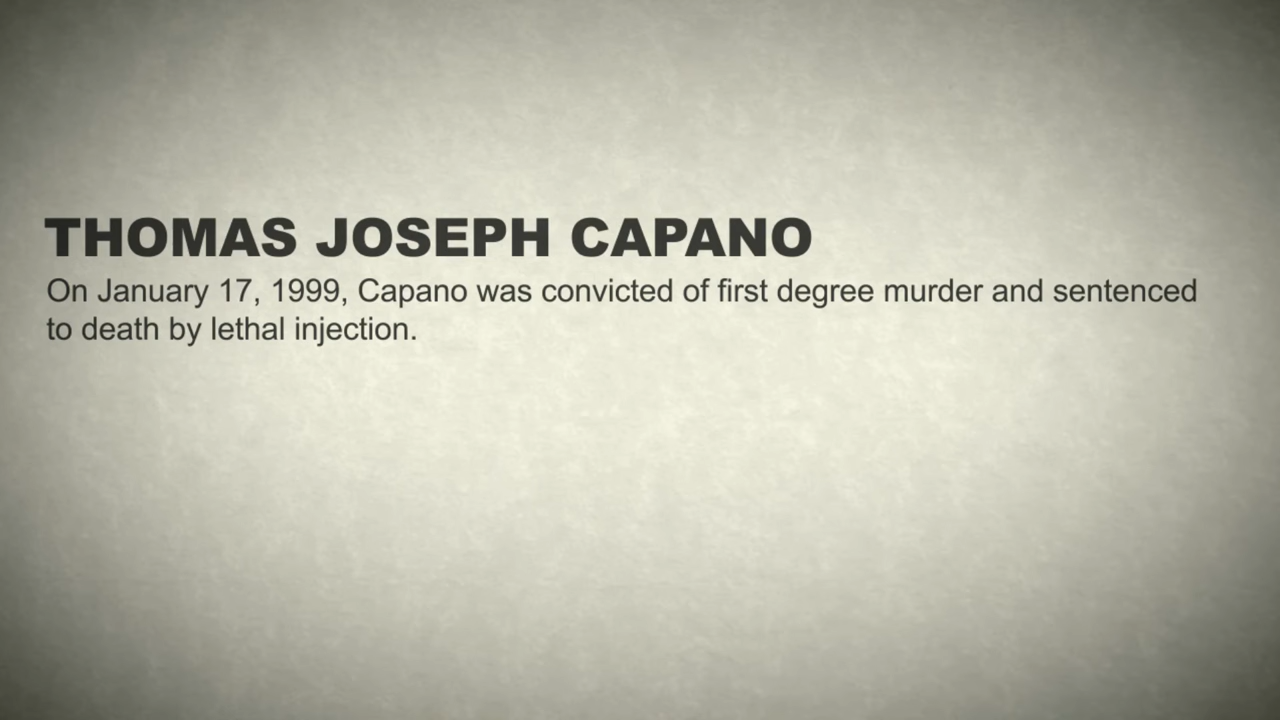 THOMAS JOSEPH CAPANO
On January 17, 1999, Capano was convicted of first degree murder and sentenced
to death by lethal injection.